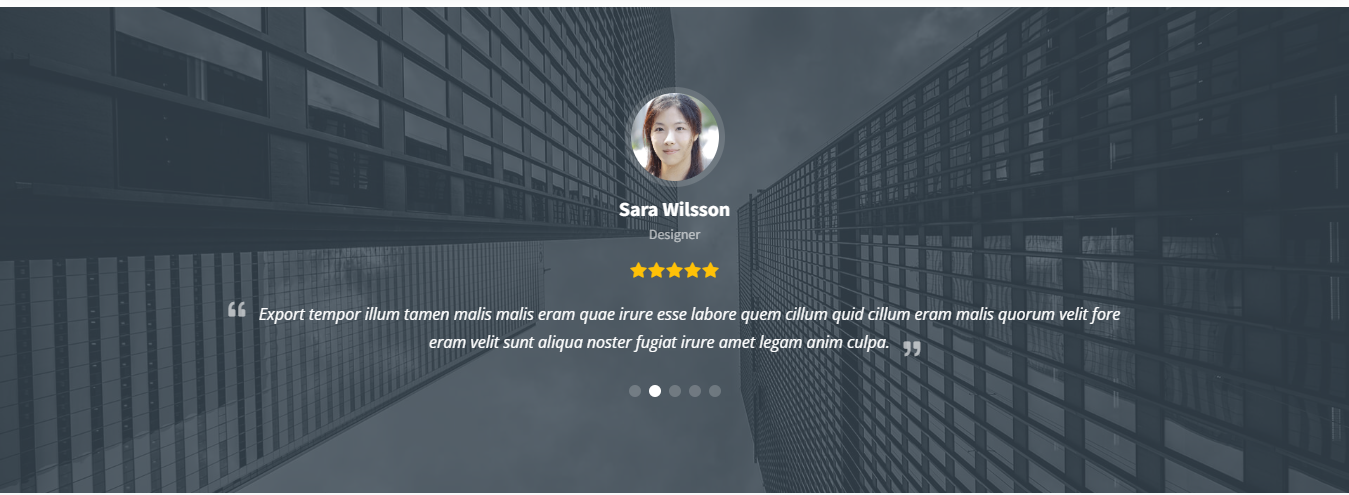 Sara Wilsson
Designer
“ Export tempor illum tamen malis malis eram quae irure esse labore quem cillum quid cillum eram malis quorum velit fore
eram velit sunt aliqua noster fugiat irure amet legam anim culpa. ”